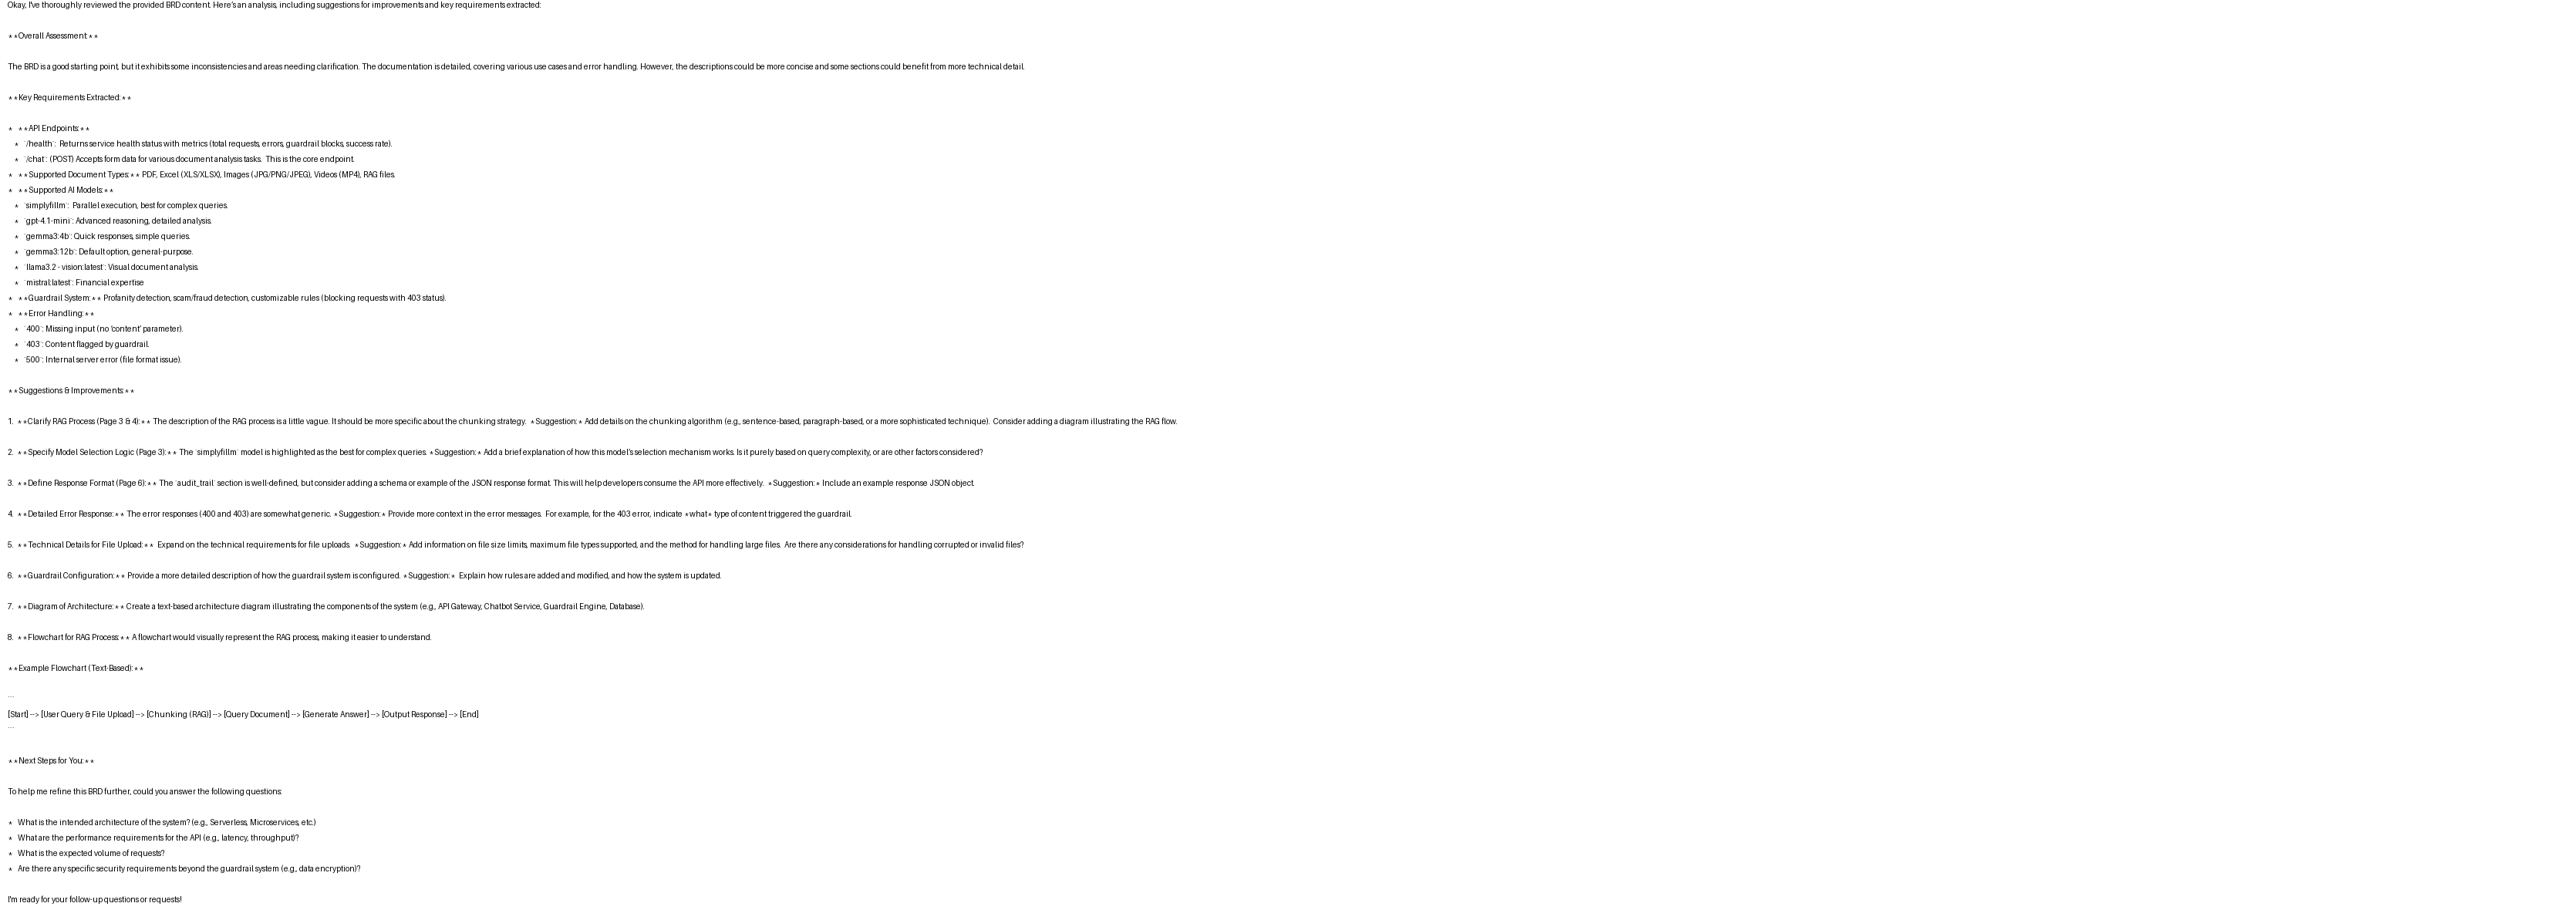 Okay, I've thoroughly reviewed the provided BRD content. Here's an analysis, including suggestions for improvements and key requirements extracted:
**Overall Assessment:**
The BRD is a good starting point, but it exhibits some inconsistencies and areas needing clarification. The documentation is detailed, covering various use cases and error handling. However, the descriptions could be more concise and some sections could benefit from more technical detail.
**Key Requirements Extracted:**
* **API Endpoints:**
* `/health`: Returns service health status with metrics (total requests, errors, guardrail blocks, success rate).
* `/chat`: (POST) Accepts form data for various document analysis tasks. This is the core endpoint.
* **Supported Document Types:** PDF, Excel (XLS/XLSX), Images (JPG/PNG/JPEG), Videos (MP4), RAG files.
* **Supported AI Models:**
* `simplyfillm`: Parallel execution, best for complex queries.
* `gpt-4.1-mini`: Advanced reasoning, detailed analysis.
* `gemma3:4b`: Quick responses, simple queries.
* `gemma3:12b`: Default option, general-purpose.
* `llama3.2 - vision:latest`: Visual document analysis.
* `mistral:latest`: Financial expertise
* **Guardrail System:** Profanity detection, scam/fraud detection, customizable rules (blocking requests with 403 status).
* **Error Handling:**
* `400`: Missing input (no 'content' parameter).
* `403`: Content flagged by guardrail.
* `500`: Internal server error (file format issue).
**Suggestions & Improvements:**
1. **Clarify RAG Process (Page 3 & 4):** The description of the RAG process is a little vague. It should be more specific about the chunking strategy. *Suggestion:* Add details on the chunking algorithm (e.g., sentence-based, paragraph-based, or a more sophisticated technique). Consider adding a diagram illustrating the RAG flow.
2. **Specify Model Selection Logic (Page 3):** The `simplyfillm` model is highlighted as the best for complex queries. *Suggestion:* Add a brief explanation of how this model's selection mechanism works. Is it purely based on query complexity, or are other factors considered?
3. **Define Response Format (Page 6):** The `audit_trail` section is well-defined, but consider adding a schema or example of the JSON response format. This will help developers consume the API more effectively. *Suggestion:* Include an example response JSON object.
4. **Detailed Error Response:** The error responses (400 and 403) are somewhat generic. *Suggestion:* Provide more context in the error messages. For example, for the 403 error, indicate *what* type of content triggered the guardrail.
5. **Technical Details for File Upload:** Expand on the technical requirements for file uploads. *Suggestion:* Add information on file size limits, maximum file types supported, and the method for handling large files. Are there any considerations for handling corrupted or invalid files?
6. **Guardrail Configuration:** Provide a more detailed description of how the guardrail system is configured. *Suggestion:* Explain how rules are added and modified, and how the system is updated.
7. **Diagram of Architecture:** Create a text-based architecture diagram illustrating the components of the system (e.g., API Gateway, Chatbot Service, Guardrail Engine, Database).
8. **Flowchart for RAG Process:** A flowchart would visually represent the RAG process, making it easier to understand.
**Example Flowchart (Text-Based):**
```
[Start] --> [User Query & File Upload] --> [Chunking (RAG)] --> [Query Document] --> [Generate Answer] --> [Output Response] --> [End]
```
**Next Steps for You:**
To help me refine this BRD further, could you answer the following questions:
* What is the intended architecture of the system? (e.g., Serverless, Microservices, etc.)
* What are the performance requirements for the API (e.g., latency, throughput)?
* What is the expected volume of requests?
* Are there any specific security requirements beyond the guardrail system (e.g., data encryption)?
I'm ready for your follow-up questions or requests!